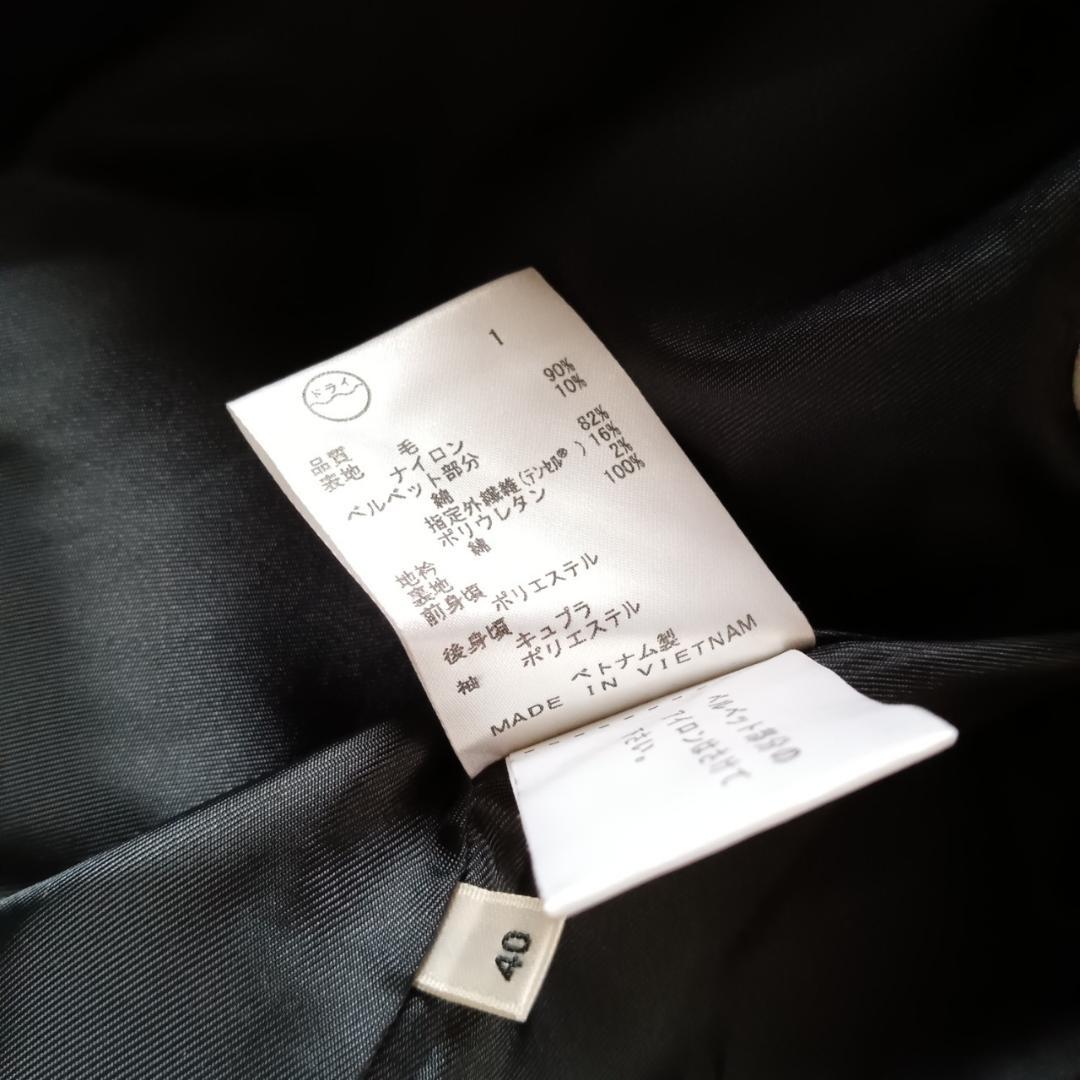 1
ドライ
品質
表地 毛 90%
ナイロン 10%
ベルベット部分
綿 82%
指定外繊維(テンセル®) 16%
ポリウレタン 2%
地衿 綿 100%
裏地
前身頃 ポリエステル
後身頃 キュプラ
袖 ポリエステル
ベトナム製
MADE IN VIETNAM
ベルベット部分の
アイロンはさけて
下さい。
40